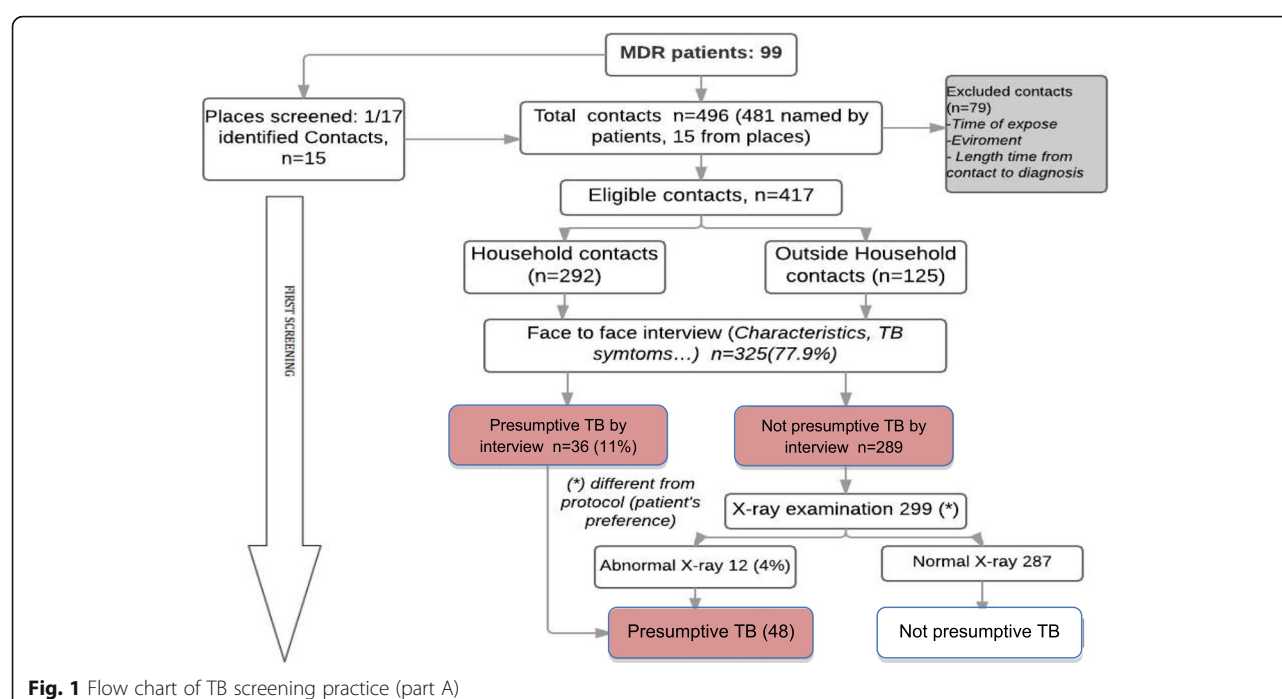 MDR patients: 99
Places screened: 1/17
identified Contacts,
n=15
Total contacts n=496 (481 named by
patients, 15 from places)
Excluded contacts
(n=79)
-Time of expose
-Eviroment
- Length time from
contact to diagnosis
Eligible contacts, n=417
Household contacts
(n=292)
Outside Household
contacts (n=125)
FIRST SCREENING
Face to face interview (Characteristics, TB
symtoms…) n=325(77.9%)
Presumptive TB by
interview n=36 (11%)
Not presumptive TB by
interview n=289
(*) different from
protocol (patient's
preference)
X-ray examination 299 (*)
Abnormal X-ray 12 (4%)
Normal X-ray 287
Presumptive TB (48)
Not presumptive TB
Fig. 1 Flow chart of TB screening practice (part A)